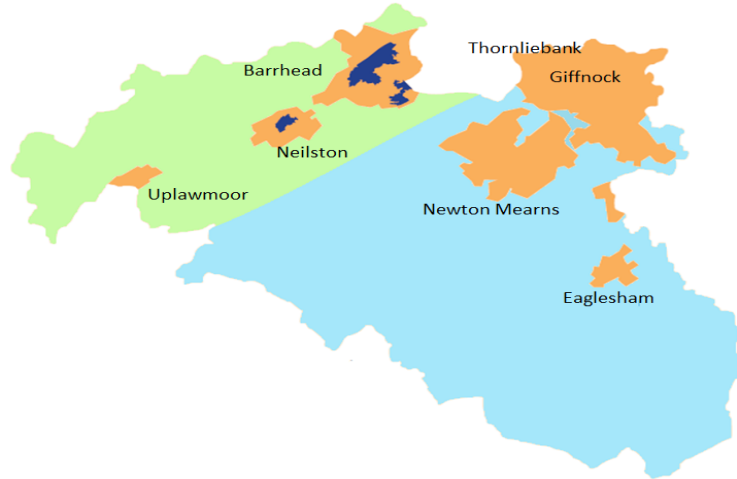 Thornliebank
Barrhead
Giffnock
Neilston
Uplawmoor
Newton Mearns
Eaglesham